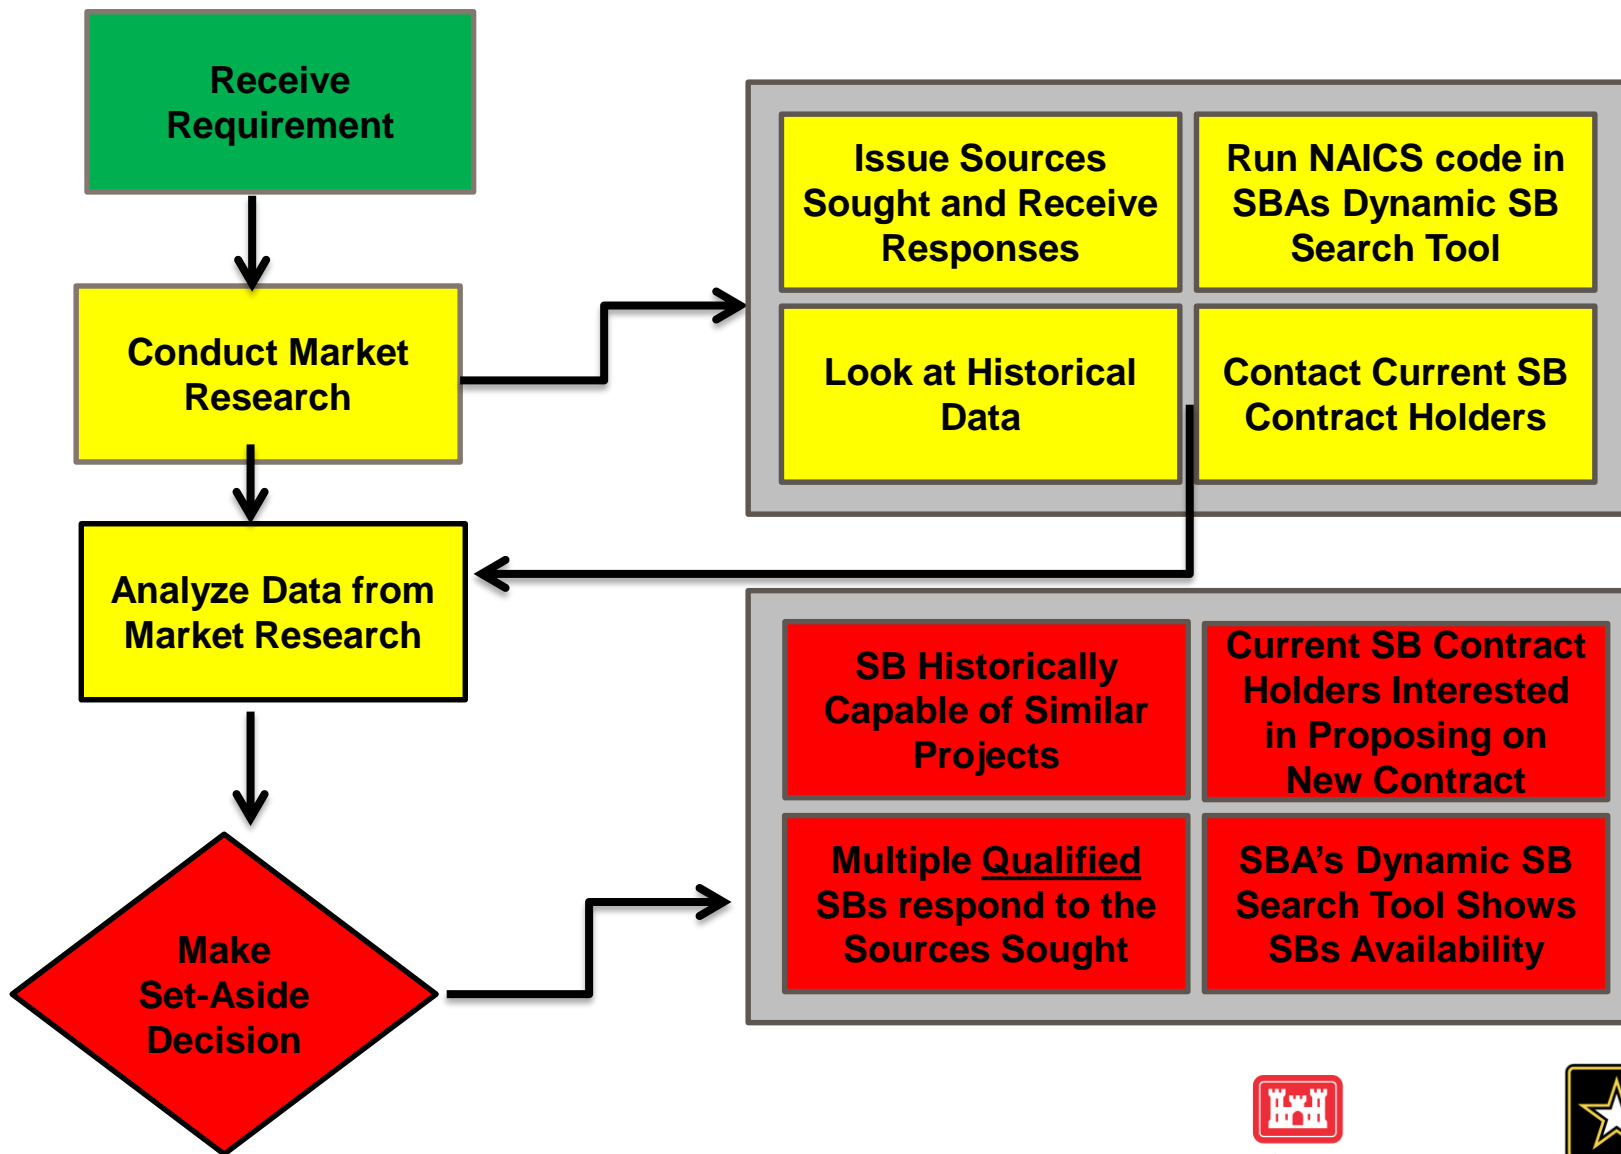 Receive
Requirement
Conduct Market
Research
Analyze Data from
Market Research
Make
Set-Aside
Decision
Issue Sources
Sought and Receive
Responses
Run NAICS code in
SBAs Dynamic SB
Search Tool
Look at Historical
Data
Contact Current SB
Contract Holders
SB Historically
Capable of Similar
Projects
Current SB Contract
Holders Interested
in Proposing on
New Contract
Multiple Qualified
SBs respond to the
Sources Sought
SBA’s Dynamic SB
Search Tool Shows
SBs Availability